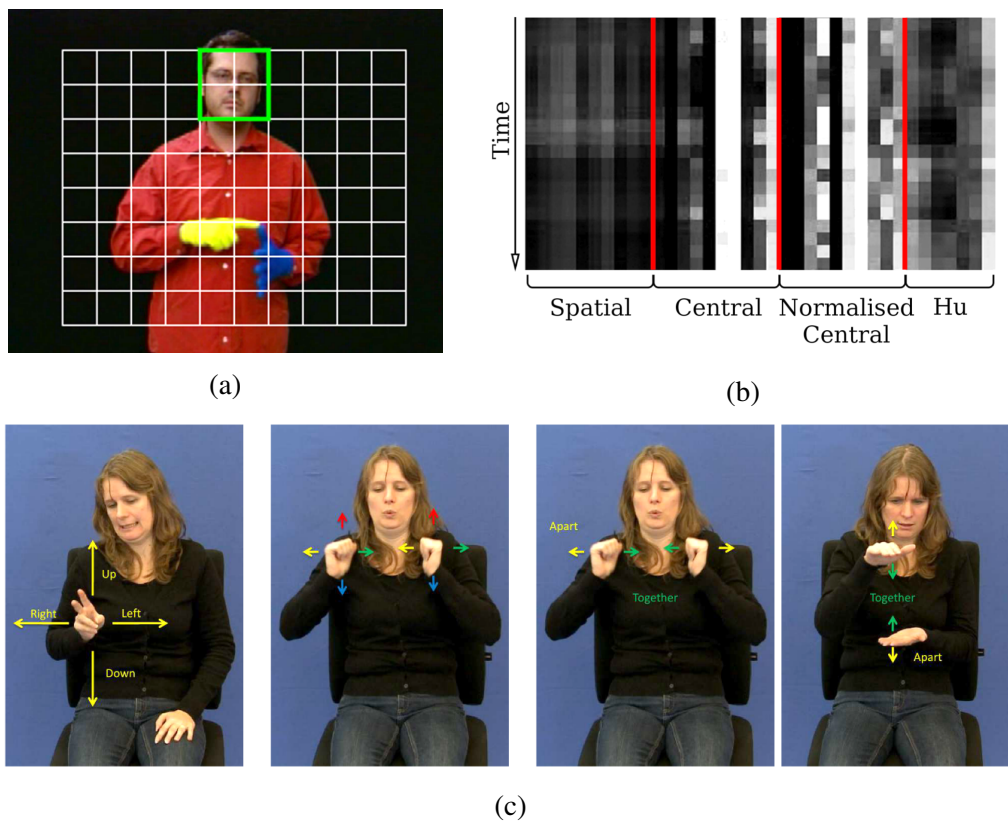 (a)
Time
Spatial
Central
Normalised
Central
Hu
(b)
Up
Right
Left
Down
Apart
Together
Together
Apart
(c)